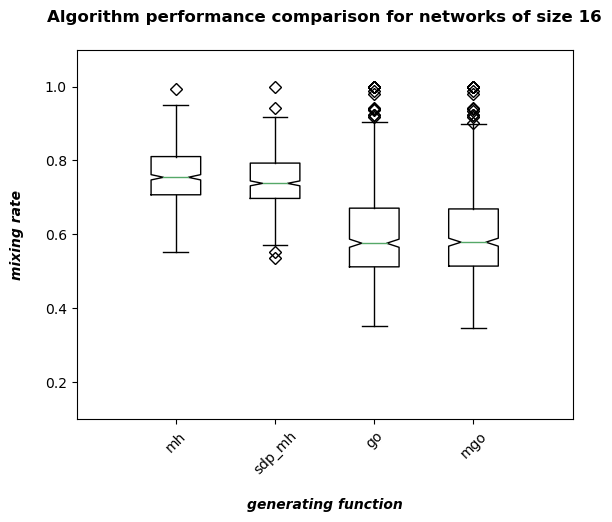 Algorithm performance comparison for networks of size 16
1.0
0.8
0.6
0.4
0.2
mixing rate
mh
sdp_mh
go
mgo
generating function